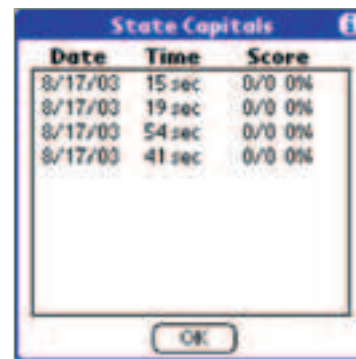 State Capitals
Date Time Score
8/17/03 15 sec 0/0 0%
8/17/03 19 sec 0/0 0%
8/17/03 54 sec 0/0 0%
8/17/03 41 sec 0/0 0%
OK